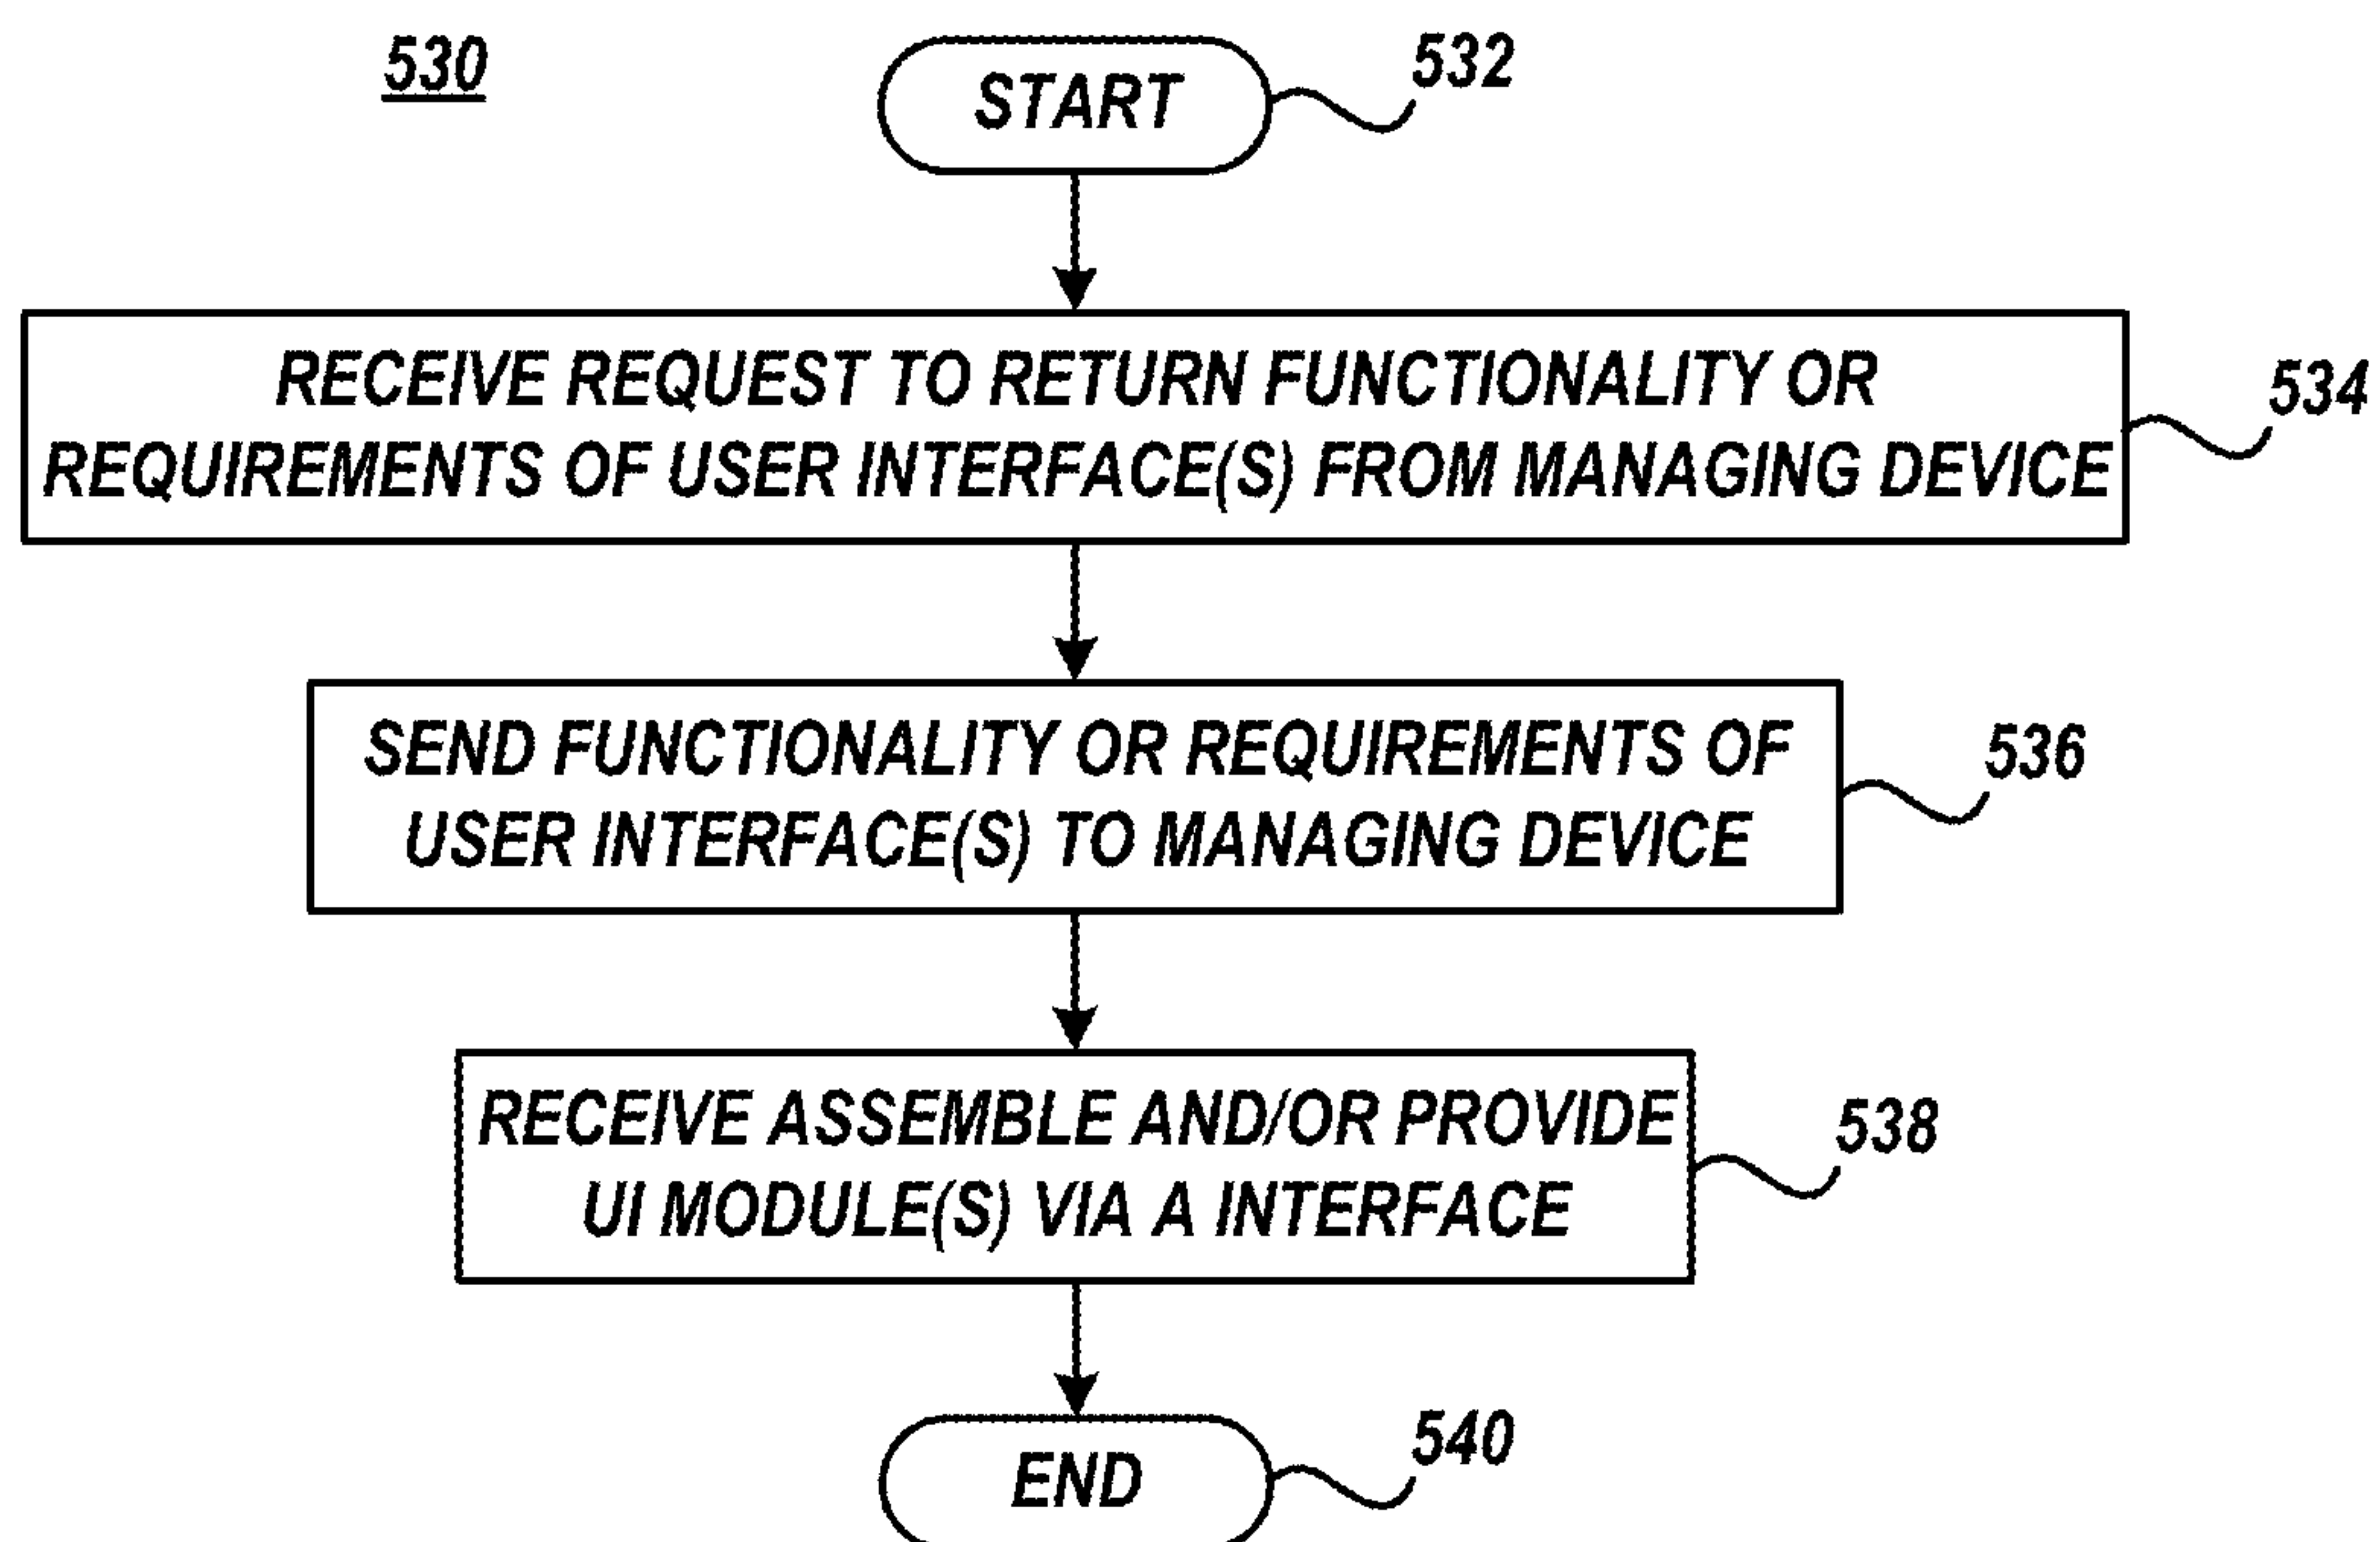 530
START
532
RECEIVE REQUEST TO RETURN FUNCTIONALITY OR
REQUIREMENTS OF USER INTERFACE(S) FROM MANAGING DEVICE
534
SEND FUNCTIONALITY OR REQUIREMENTS OF
USER INTERFACE(S) TO MANAGING DEVICE
536
RECEIVE ASSEMBLE AND/OR PROVIDE
UI MODULE(S) VIA A INTERFACE
538
END
540